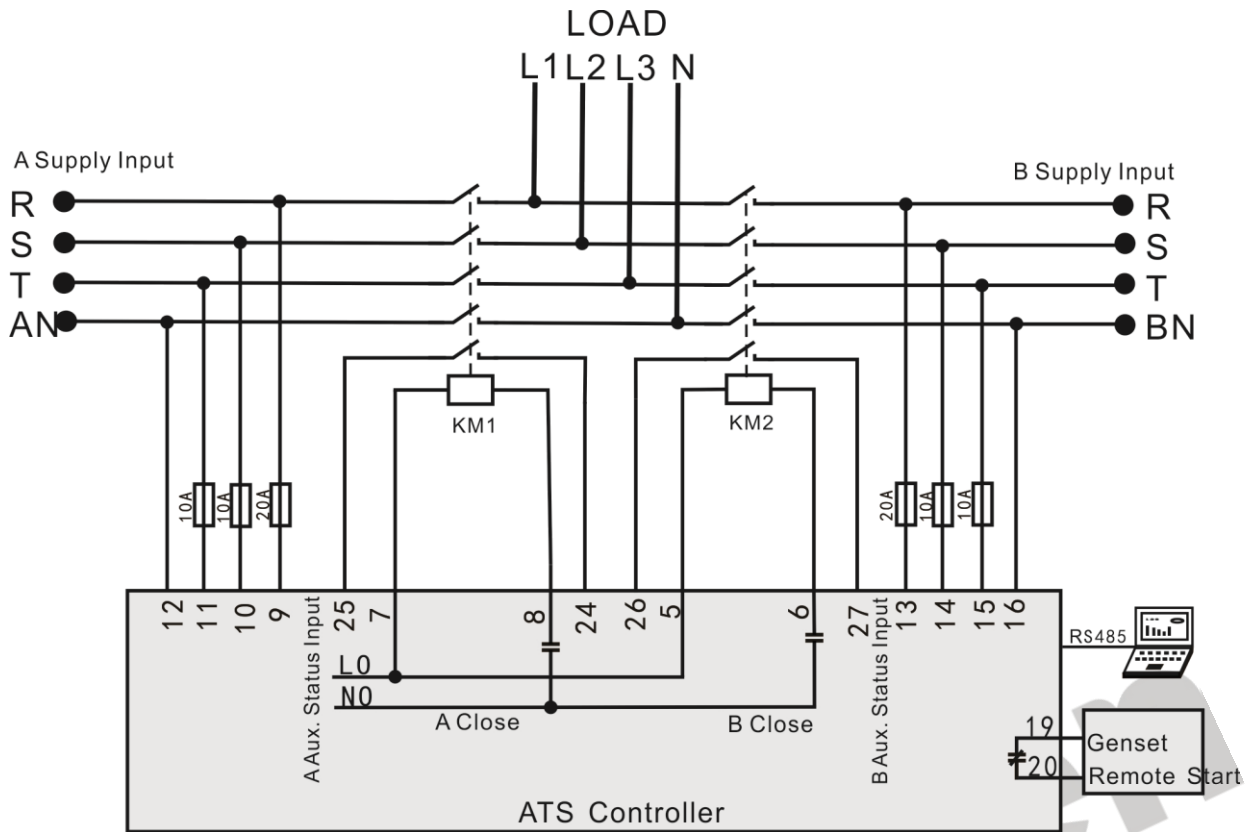 LOAD
L1 L2 L3 N
A Supply Input
B Supply Input
R
R
S
S
T
T
AN
BN
KM1
KM2
10A
10A
20A
20A
10A
10A
12
11
10
9
25
7
8
24
26
5
6
27
13
14
15
16
A Aux. Status Input
B Aux. Status Input
RS485
L0
N0
A Close
B Close
19
Genset
20
Remote Start
ATS Controller